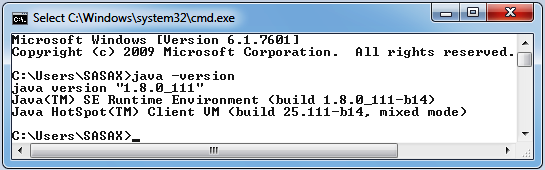 Select C:\Windows\system32\cmd.exe
Microsoft Windows [Version 6.1.7601]
Copyright (c) 2009 Microsoft Corporation.  All rights reserved.
C:\Users\SASAX>java -version
java version "1.8.0_111"
Java(TM) SE Runtime Environment (build 1.8.0_111-b14)
Java HotSpot(TM) Client VM (build 25.111-b14, mixed mode)
C:\Users\SASAX>_